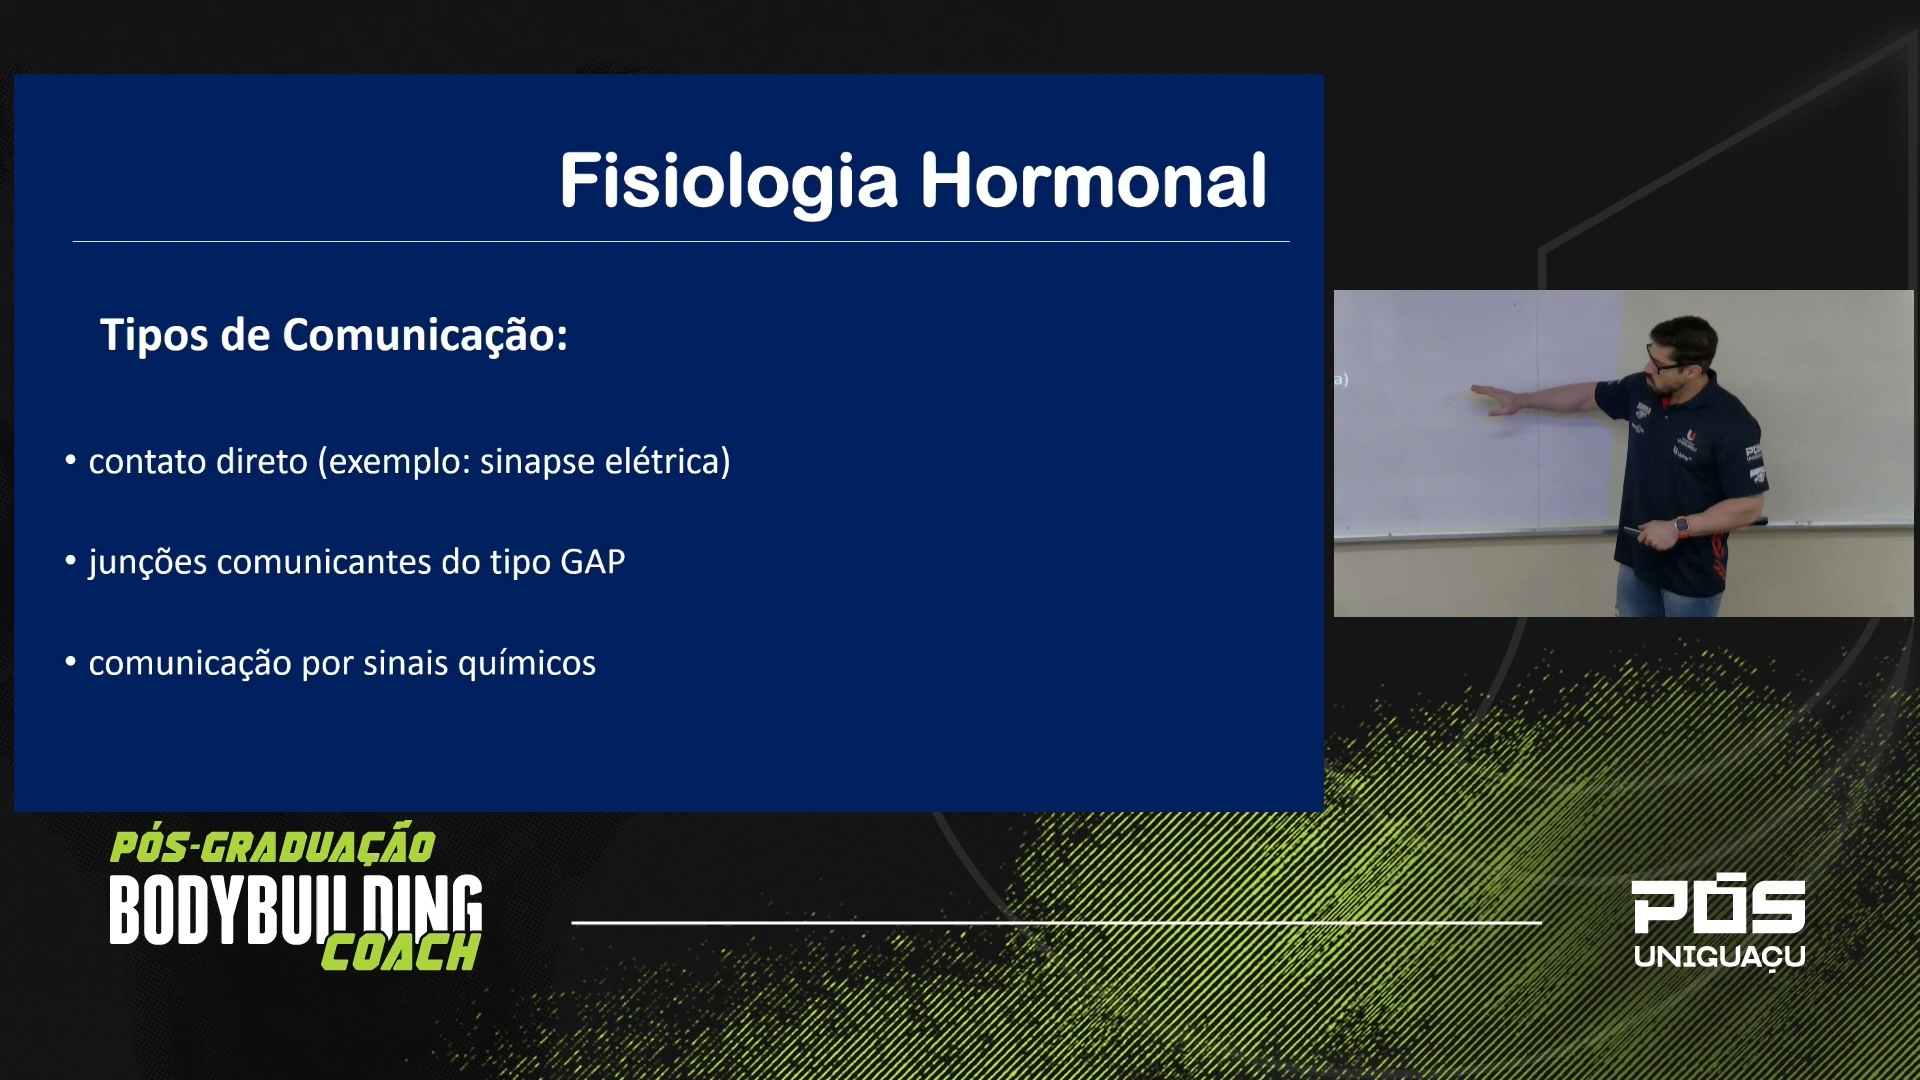 Fisiologia Hormonal
Tipos de Comunicação:
• contato direto (exemplo: sinapse elétrica)
• junções comunicantes do tipo GAP
• comunicação por sinais químicos
a)
PÓS-GRADUAÇÃO
BODYBUILDING
COACH
PÓS
UNIGUAÇU